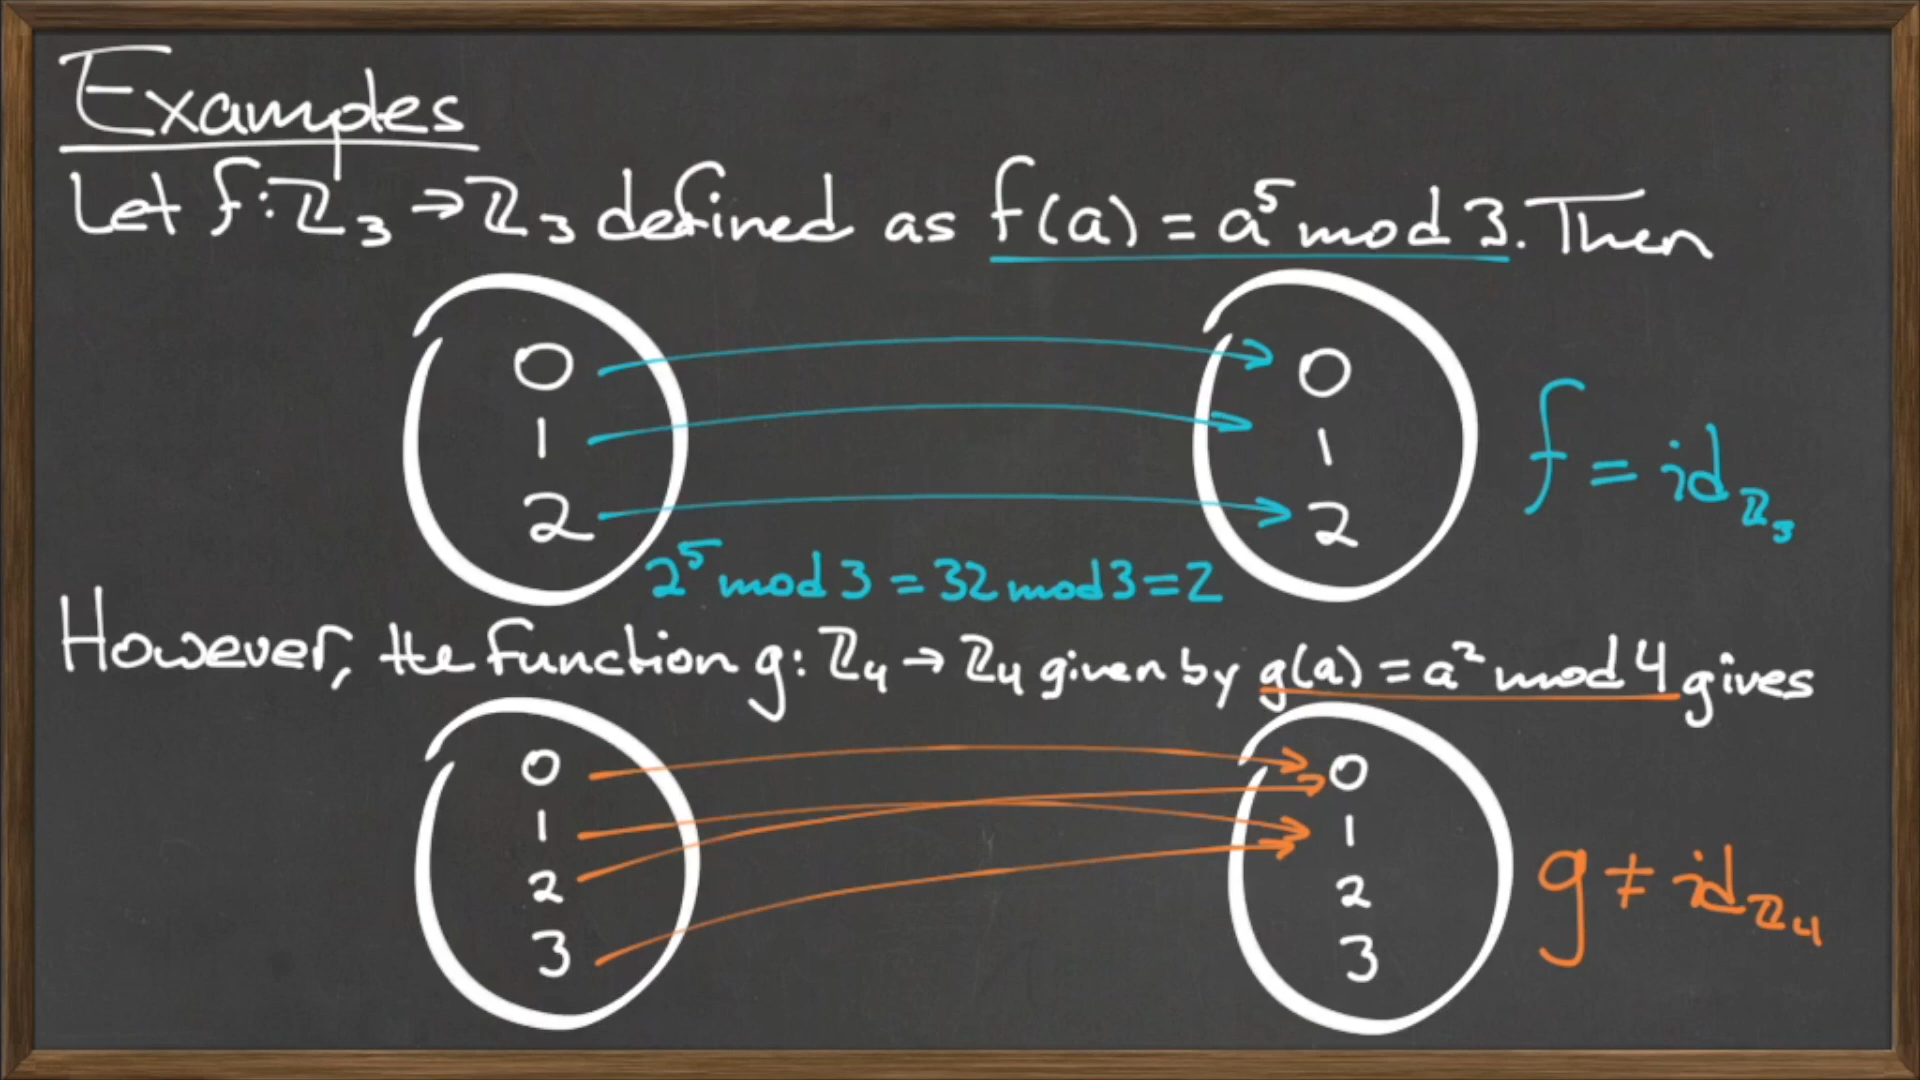 Examples
Let f: ℤ₃ → ℤ₃ defined as f(a) = a⁵ mod 3. Then
0 0
1 1
2 2
f = id_ℤ₃
2⁵ mod 3 = 32 mod 3 = 2
However, the function g: ℤ₄ → ℤ₄ given by g(a) = a² mod 4 gives
0 0
1 1
2 2
3 3
g ≠ id_ℤ₄